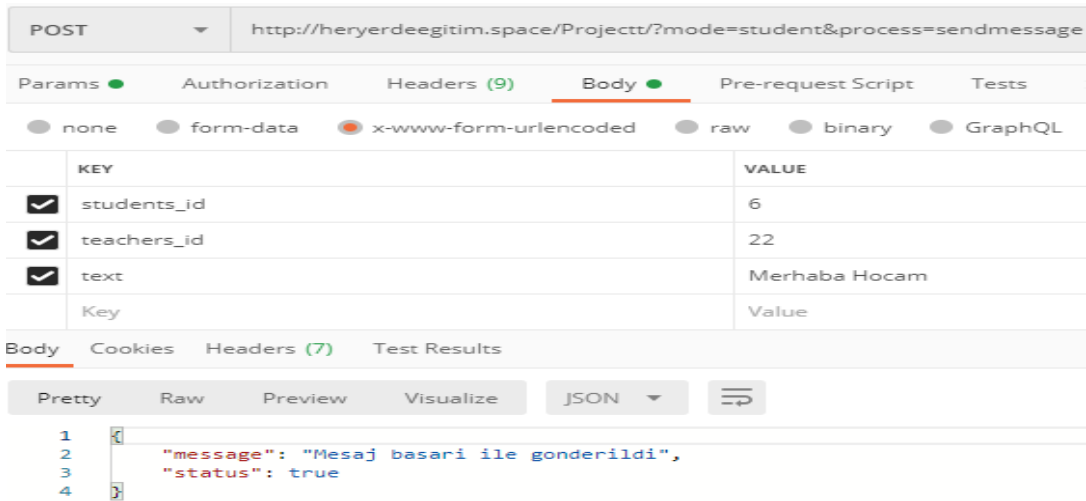 POST http://heryerdeegitim.space/Projectt/?mode=student&process=sendmessage
Params Authorization Headers (9) Body Pre-request Script Tests
none form-data x-www-form-urlencoded raw binary GraphQL
KEY VALUE
students_id 6
teachers_id 22
text Merhaba Hocam
Key Value
Body Cookies Headers (7) Test Results
Pretty Raw Preview Visualize JSON
1 {
2 "message": "Mesaj basari ile gonderildi",
3 "status": true
4 }